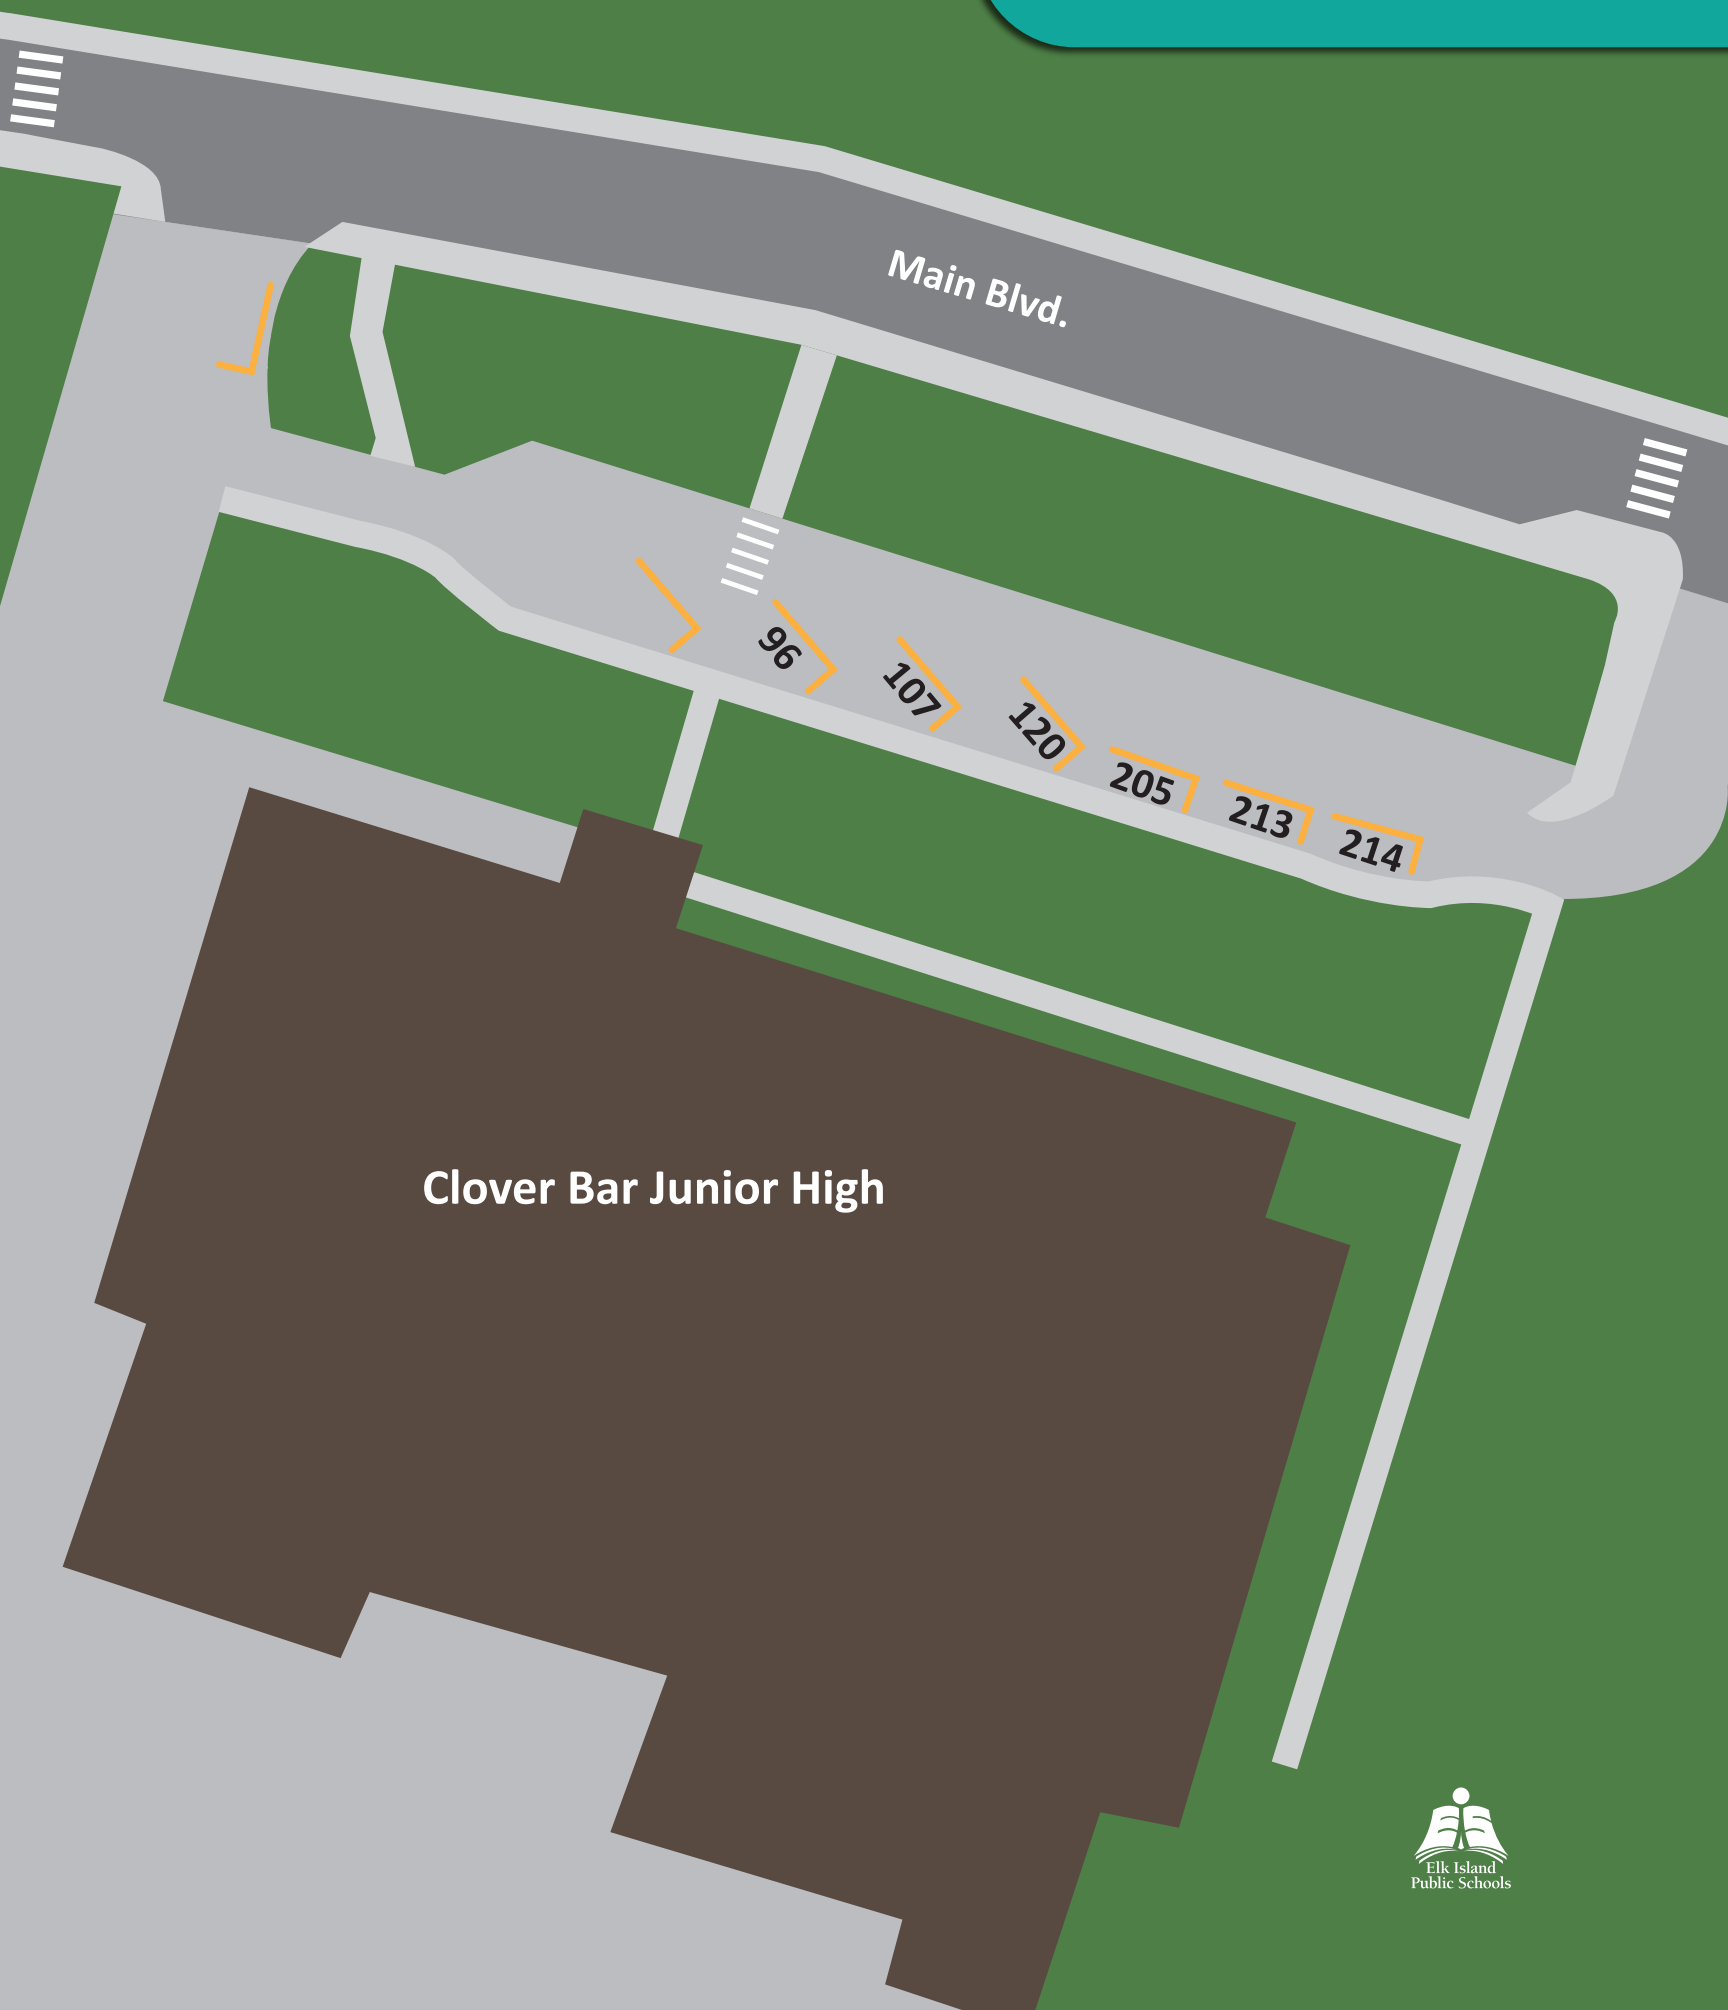 Main Blvd.
96
107
120
205
213
214
Clover Bar Junior High
Elk Island
Public Schools